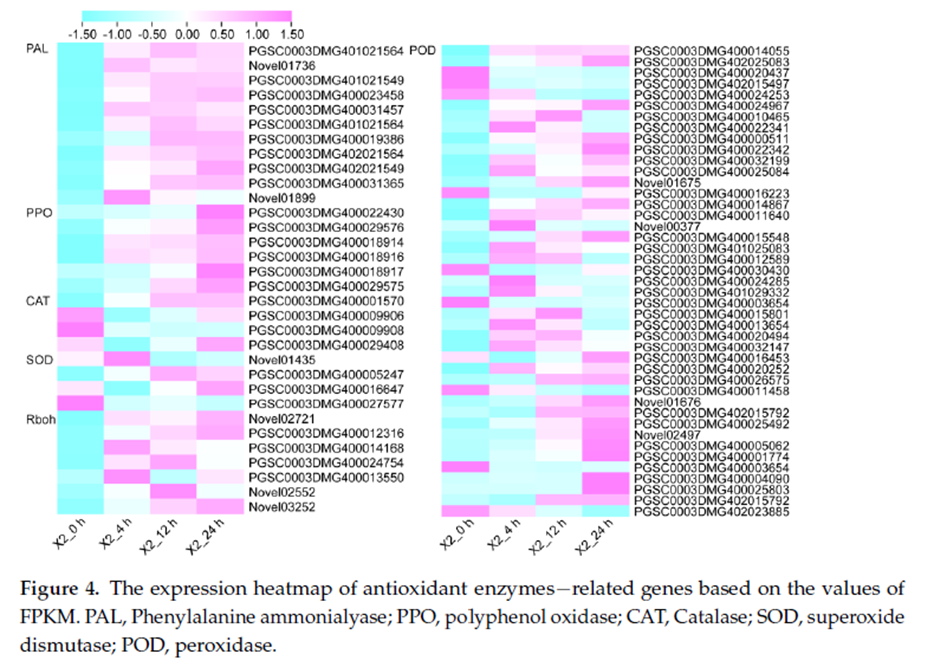 -1.50 -1.00 -0.50 0.00 0.50 1.00 1.50
PAL
PGSC0003DMG401021564
Novel01736
PGSC0003DMG401021549
PGSC0003DMG400023458
PGSC0003DMG400031457
PGSC0003DMG401021564
PGSC0003DMG400019386
PGSC0003DMG402021564
PGSC0003DMG402021549
PGSC0003DMG400031365
Novel01899
PPO
PGSC0003DMG400022430
PGSC0003DMG400029576
PGSC0003DMG400018914
PGSC0003DMG400018916
PGSC0003DMG400018917
PGSC0003DMG400029575
CAT
PGSC0003DMG400001570
PGSC0003DMG400009906
PGSC0003DMG400009908
PGSC0003DMG400029408
SOD
Novel01435
PGSC0003DMG400005247
PGSC0003DMG400016647
PGSC0003DMG400027577
Rboh
Novel02721
PGSC0003DMG400012316
PGSC0003DMG400014168
PGSC0003DMG400024754
PGSC0003DMG400013550
Novel02552
Novel03252
X2_0 h X2_4 h X2_12 h X2_24 h
POD
PGSC0003DMG400014055
PGSC0003DMG402025083
PGSC0003DMG400020437
PGSC0003DMG402015497
PGSC0003DMG400024253
PGSC0003DMG400024967
PGSC0003DMG400010465
PGSC0003DMG400022341
PGSC0003DMG400000511
PGSC0003DMG400022342
PGSC0003DMG400032199
PGSC0003DMG400025084
Novel01675
PGSC0003DMG400016223
PGSC0003DMG400014867
PGSC0003DMG400011640
Novel00377
PGSC0003DMG400015548
PGSC0003DMG401025083
PGSC0003DMG400012589
PGSC0003DMG400030430
PGSC0003DMG400024285
PGSC0003DMG401029332
PGSC0003DMG400003654
PGSC0003DMG400015801
PGSC0003DMG400013654
PGSC0003DMG400020494
PGSC0003DMG400032147
PGSC0003DMG400016453
PGSC0003DMG400020252
PGSC0003DMG400026575
PGSC0003DMG400011458
Novel01676
PGSC0003DMG402015792
PGSC0003DMG400025492
Novel02497
PGSC0003DMG400005062
PGSC0003DMG400001774
PGSC0003DMG400003654
PGSC0003DMG400004090
PGSC0003DMG400025803
PGSC0003DMG402015792
PGSC0003DMG402023885
X2_0 h X2_4 h X2_12 h X2_24 h
Figure 4. The expression heatmap of antioxidant enzymes−related genes based on the values of
FPKM. PAL, Phenylalanine ammonialyase; PPO, polyphenol oxidase; CAT, Catalase; SOD, superoxide
dismutase; POD, peroxidase.